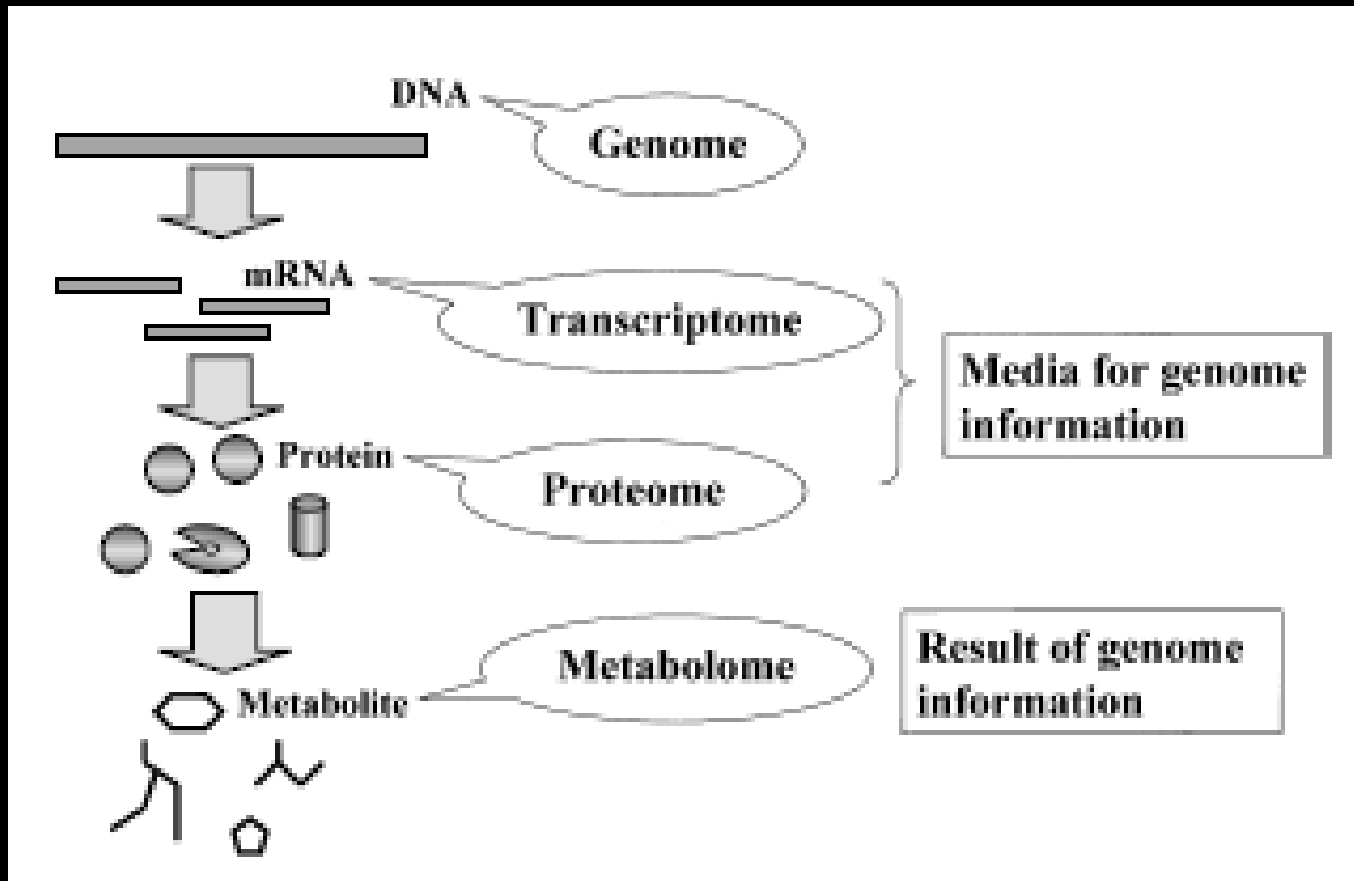 DNA
Genome
mRNA
Transcriptome
Media for genome
information
Protein
Proteome
Metabolome
Result of genome
information
Metabolite